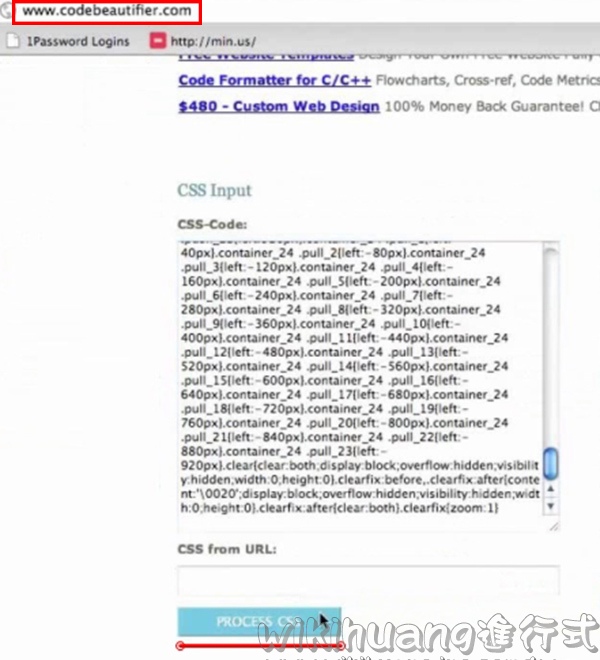 www.codebeautifier.com
1Password Logins
http://min.us/
Free Website Templates Design Your Own Free Website Fully
Code Formatter for C/C++ Flowcharts, Cross-ref, Code Metrics
$480 - Custom Web Design 100% Money Back Guarantee!
CSS Input
CSS-Code:
40px}.container_24 .pull_2{left:-80px}.container_24
.pull_3{left:-120px}.container_24 .pull_4{left:-
160px}.container_24 .pull_5{left:-200px}.container_24
.pull_6{left:-240px}.container_24 .pull_7{left:-
280px}.container_24 .pull_8{left:-320px}.container_24
.pull_9{left:-360px}.container_24 .pull_10{left:-
400px}.container_24 .pull_11{left:-440px}.container_24
.pull_12{left:-480px}.container_24 .pull_13{left:-
520px}.container_24 .pull_14{left:-560px}.container_24
.pull_15{left:-600px}.container_24 .pull_16{left:-
640px}.container_24 .pull_17{left:-680px}.container_24
.pull_18{left:-720px}.container_24 .pull_19{left:-
760px}.container_24 .pull_20{left:-800px}.container_24
.pull_21{left:-840px}.container_24 .pull_22{left:-
880px}.container_24 .pull_23{left:-
920px}.clear{clear:both;display:block;overflow:hidden;visibilit
y:hidden;width:0;height:0}.clearfix:before,.clearfix:after{conte
nt:'\0020';display:block;overflow:hidden;visibility:hidden;widt
h:0;height:0}.clearfix:after{clear:both}.clearfix{zoom:1}
CSS from URL:
PROCESS CSS
wikihuang進行式